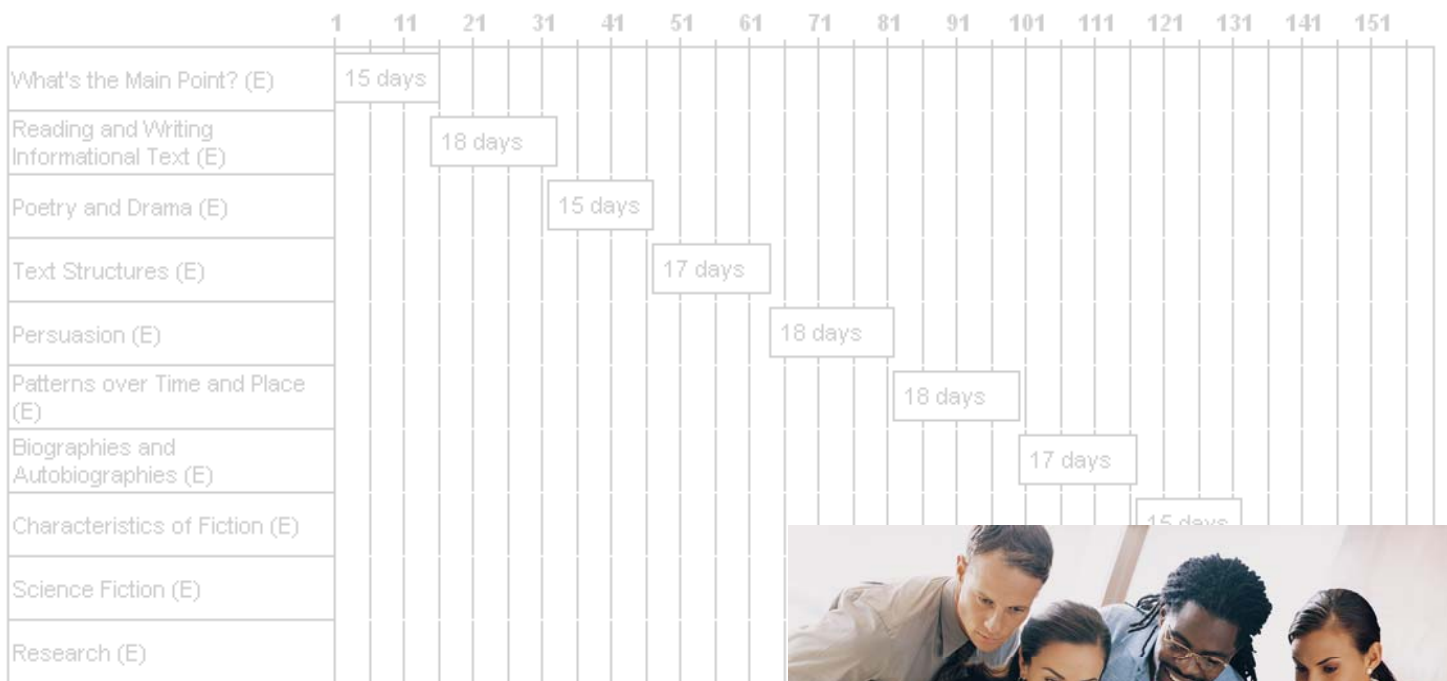 1 11 21 31 41 51 61 71 81 91 101 111 121 131 141 151
What's the Main Point? (E) 15 days
Reading and Writing
Informational Text (E) 18 days
Poetry and Drama (E) 15 days
Text Structures (E) 17 days
Persuasion (E) 18 days
Patterns over Time and Place
(E) 18 days
Biographies and
Autobiographies (E) 17 days
Characteristics of Fiction (E) 15 days
Science Fiction (E)
Research (E)